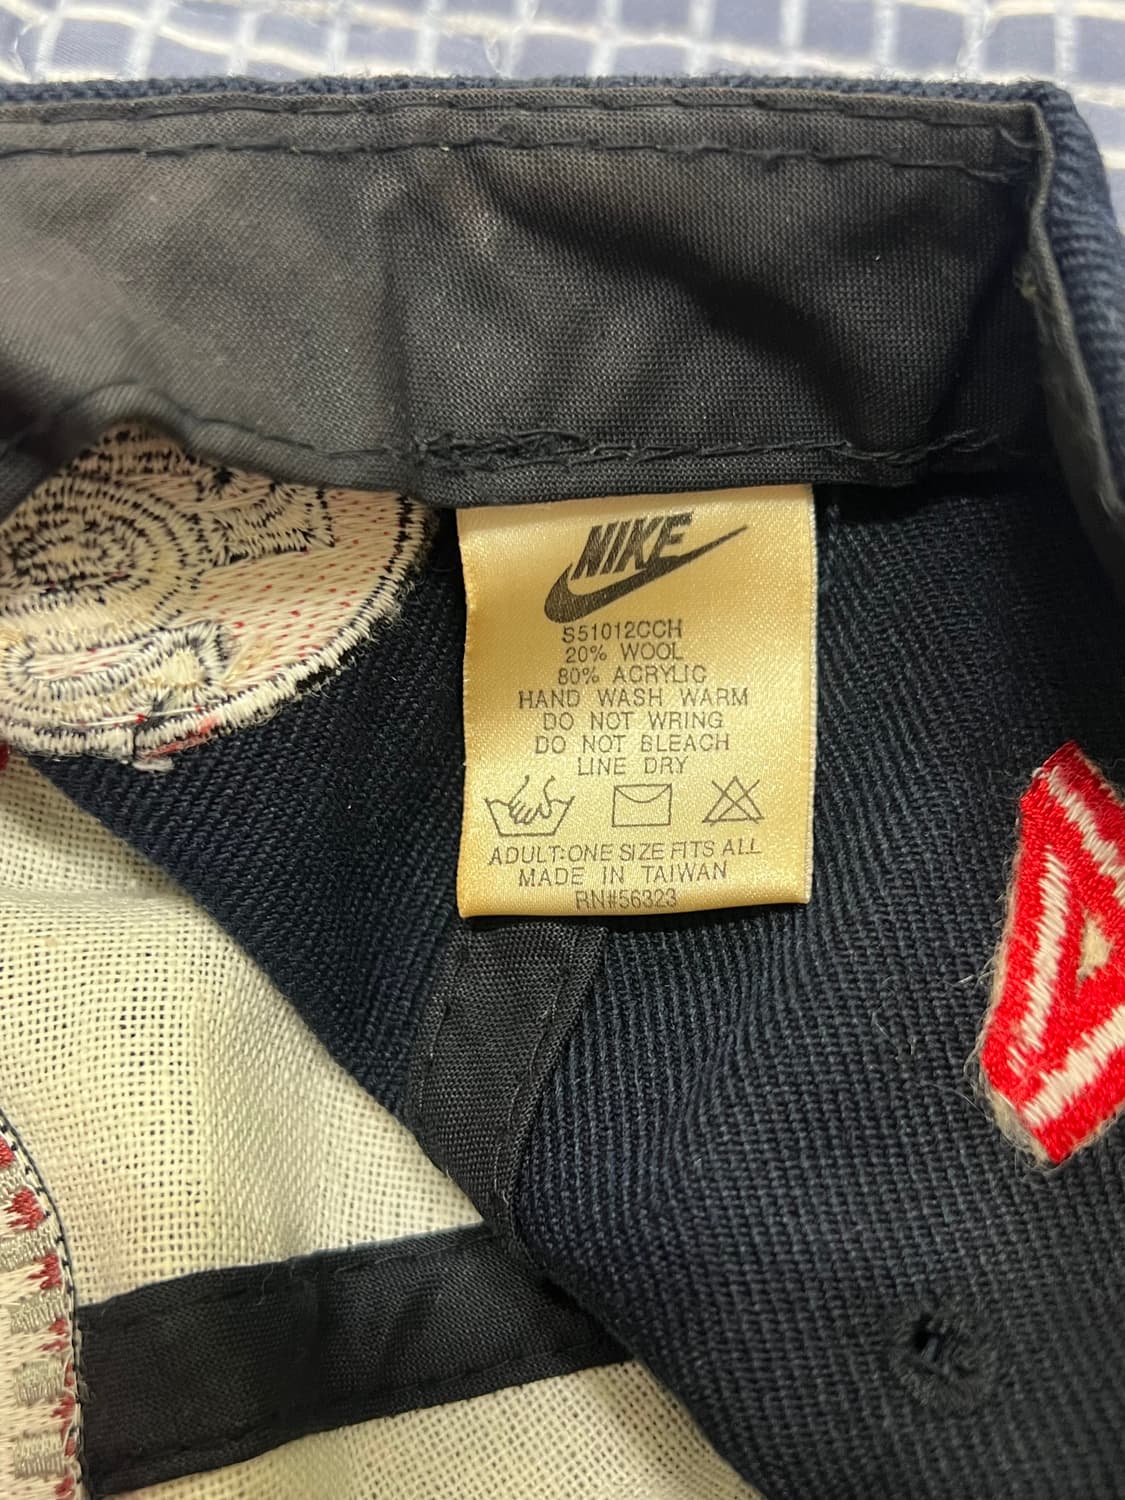 NIKE
S51012CCH
20% WOOL
80% ACRYLIC
HAND WASH WARM
DO NOT WRING
DO NOT BLEACH
LINE DRY
ADULT:ONE SIZE FITS ALL
MADE IN TAIWAN
RN#56323